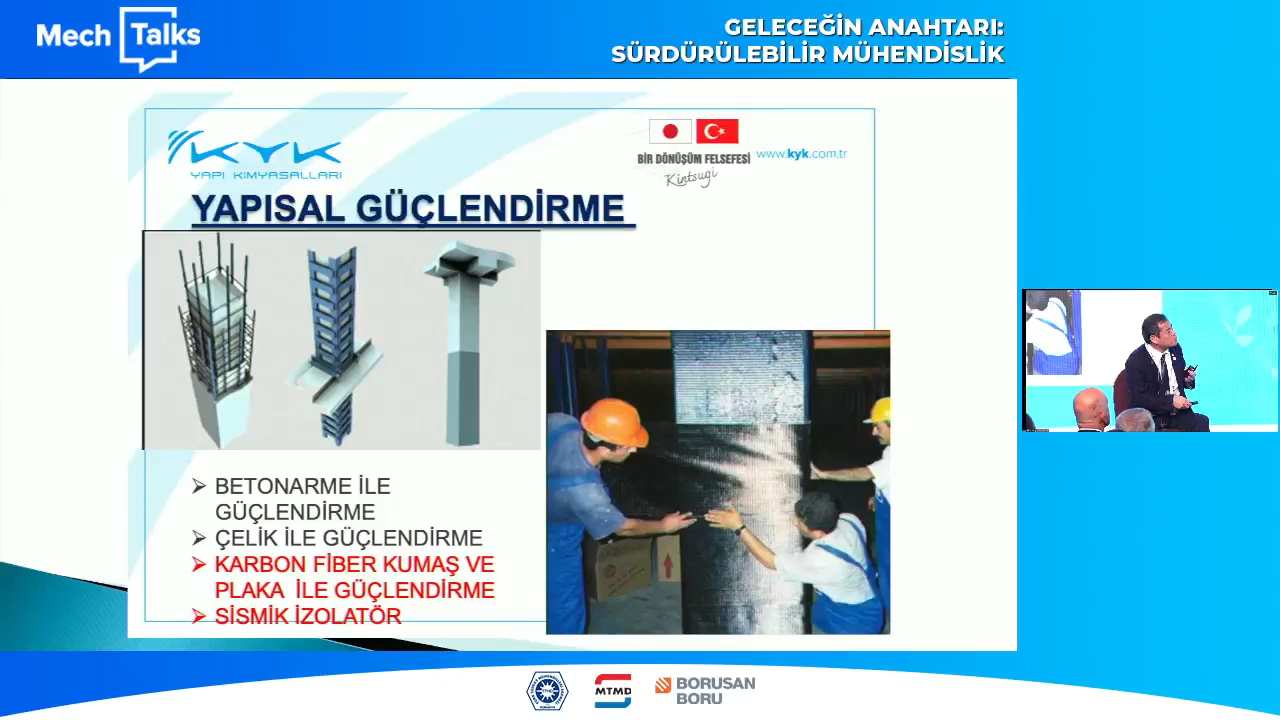 Mech Talks
GELECEĞİN ANAHTARI:
SÜRDÜRÜLEBİLİR MÜHENDİSLİK
KYK
YAPI KİMYASALLARI
BİR DÖNÜŞÜM FELSEFESİ
Kintsugi
www.kyk.com.tr
YAPISAL GÜÇLENDİRME
BETONARME İLE
GÜÇLENDİRME
ÇELİK İLE GÜÇLENDİRME
KARBON FİBER KUMAŞ VE
PLAKA İLE GÜÇLENDİRME
SİSMİK İZOLATÖR
MTMD
BORUSAN
BORU